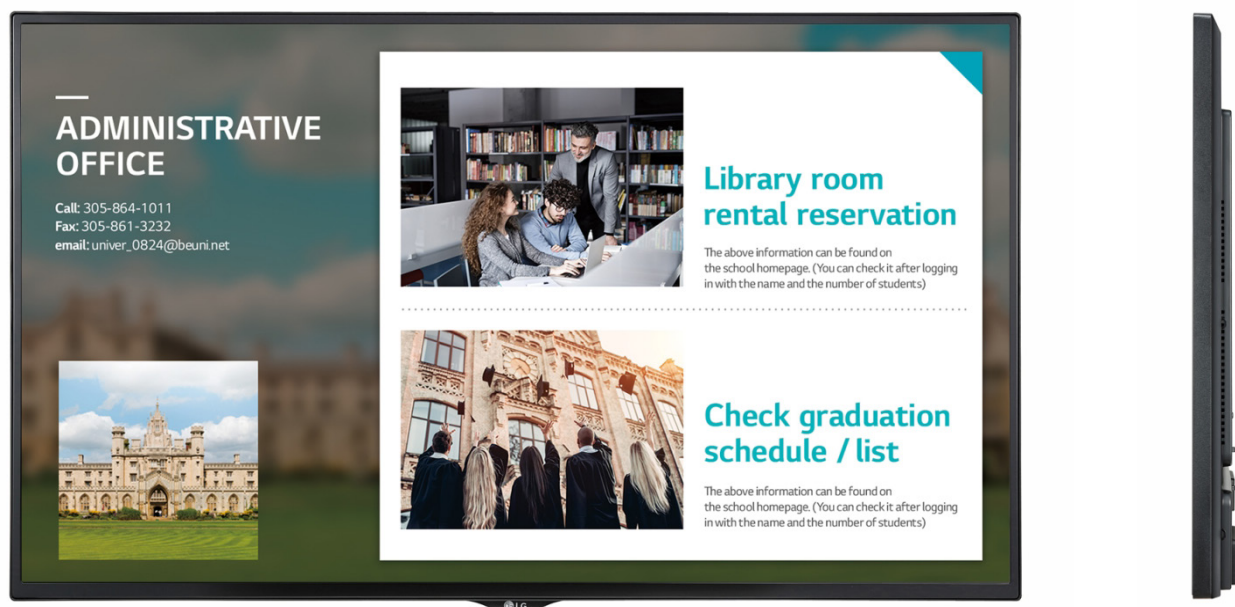 ADMINISTRATIVE
OFFICE
Call: 305-864-1011
Fax: 305-861-3232
email: univer_0824@beuni.net
Library room
rental reservation
The above information can be found on
the school homepage. (You can check it after logging
in with the name and the number of students)
Check graduation
schedule / list
The above information can be found on
the school homepage. (You can check it after logging
in with the name and the number of students)
LG